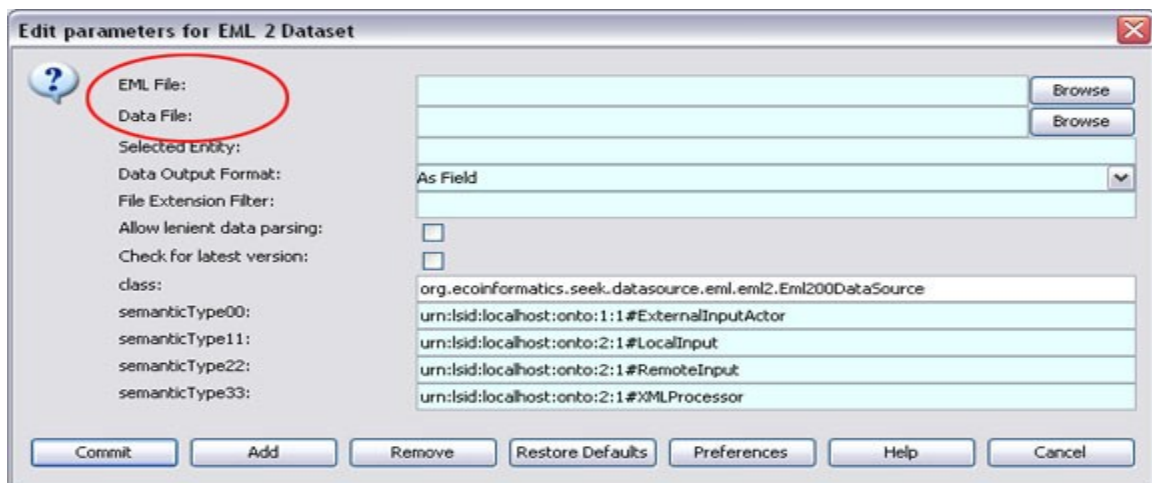 Edit parameters for EML 2 Dataset
?
EML File:
Browse
Data File:
Browse
Selected Entity:
Data Output Format:
As Field
File Extension Filter:
Allow lenient data parsing:
Check for latest version:
class:
org.ecoinformatics.seek.datasource.eml.eml2.Eml200DataSource
semanticType00:
urn:lsid:localhost:onto:1:1#ExternalInputActor
semanticType11:
urn:lsid:localhost:onto:2:1#LocalInput
semanticType22:
urn:lsid:localhost:onto:2:1#RemoteInput
semanticType33:
urn:lsid:localhost:onto:2:1#XMLProcessor
Commit Add Remove Restore Defaults Preferences Help Cancel